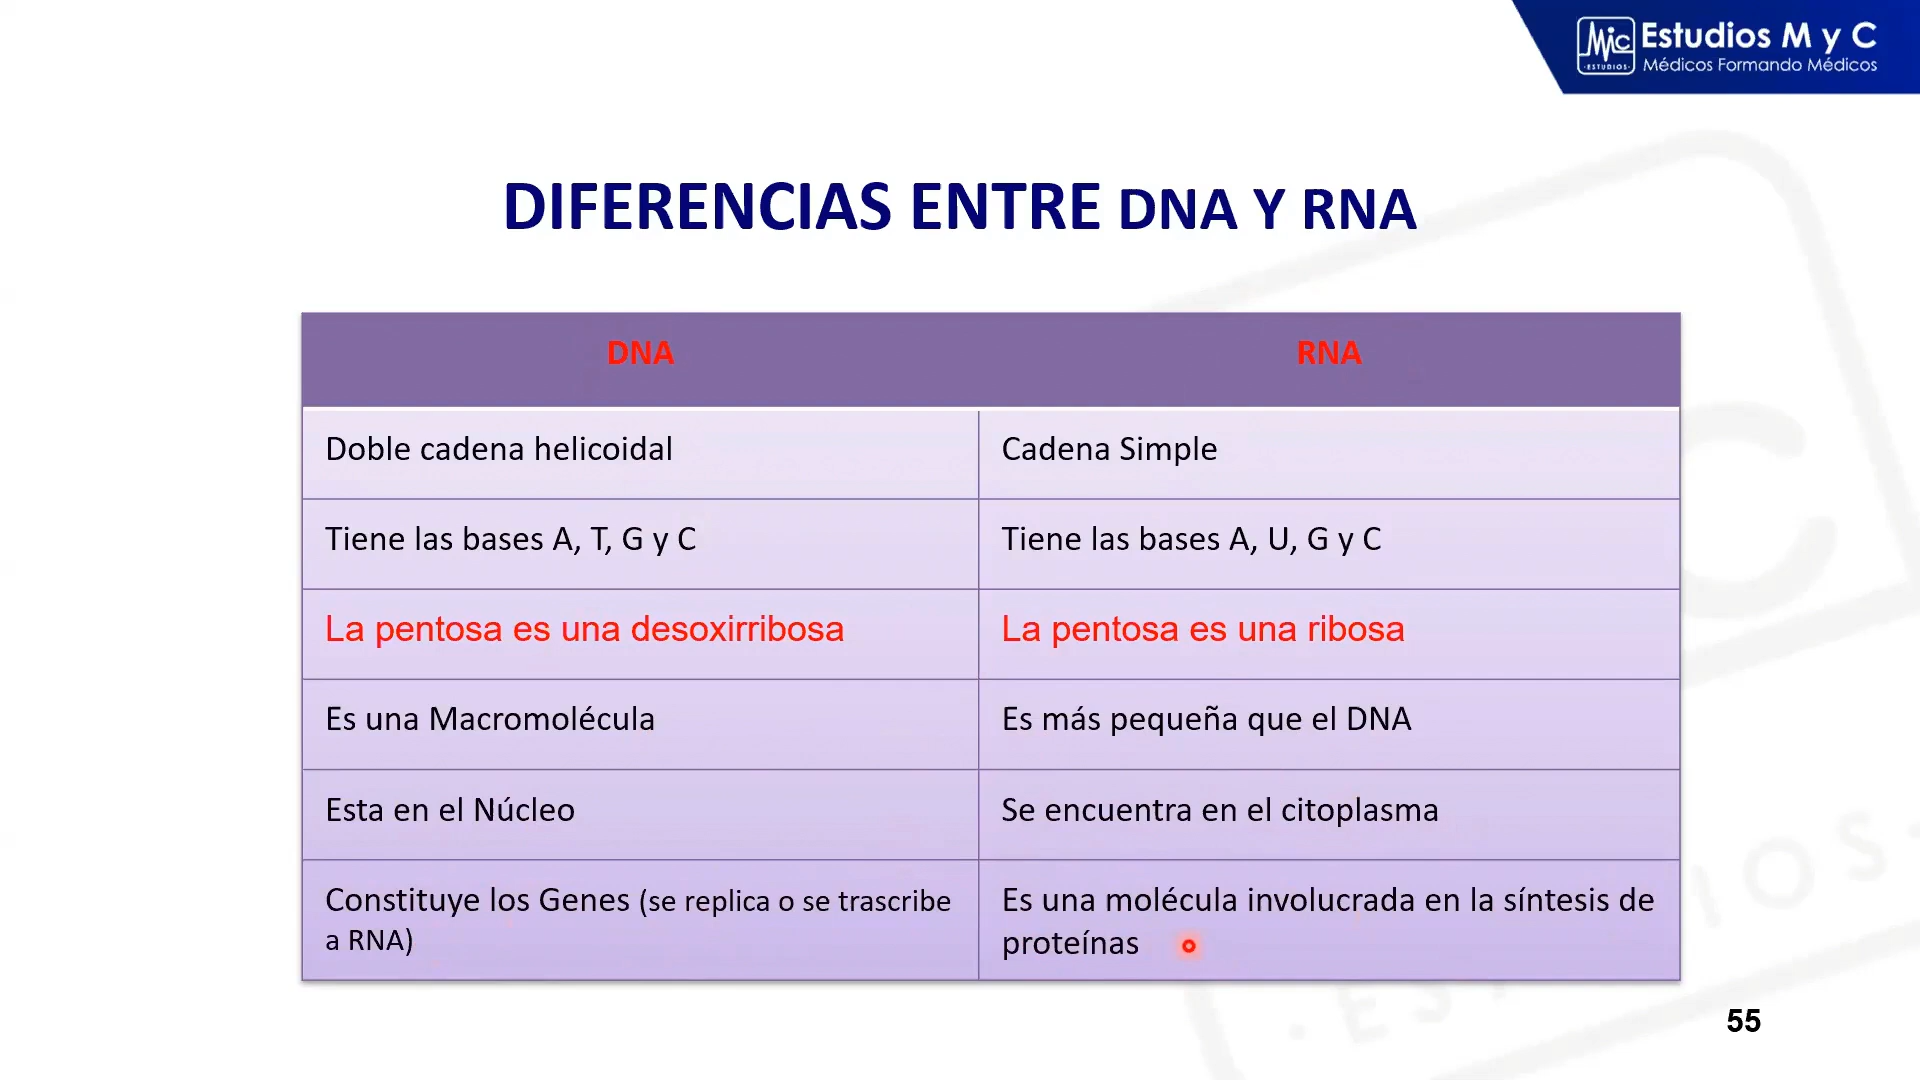 Mic
·ESTUDIOS·
Estudios M y C
Médicos Formando Médicos
DIFERENCIAS ENTRE DNA Y RNA
DNA
RNA
Doble cadena helicoidal
Cadena Simple
Tiene las bases A, T, G y C
Tiene las bases A, U, G y C
La pentosa es una desoxirribosa
La pentosa es una ribosa
Es una Macromolécula
Es más pequeña que el DNA
Esta en el Núcleo
Se encuentra en el citoplasma
Constituye los Genes (se replica o se trascribe
a RNA)
Es una molécula involucrada en la síntesis de
proteínas
55